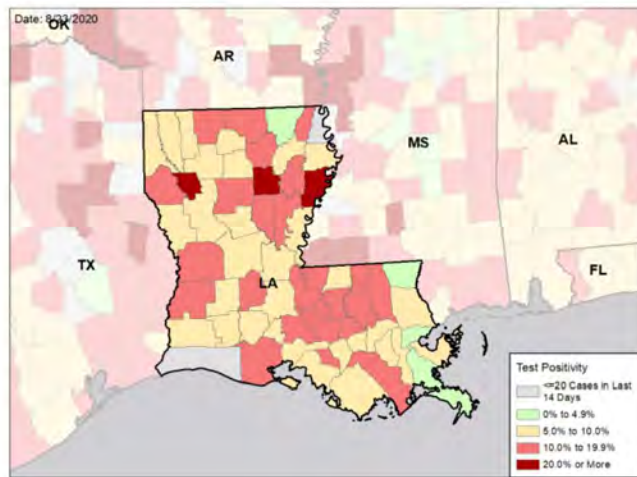 Date: 8/23/2020
OK
AR
MS
AL
TX
LA
FL
Test Positivity
<=20 Cases in Last
14 Days
0% to 4.9%
5.0% to 10.0%
10.0% to 19.9%
20.0% or More